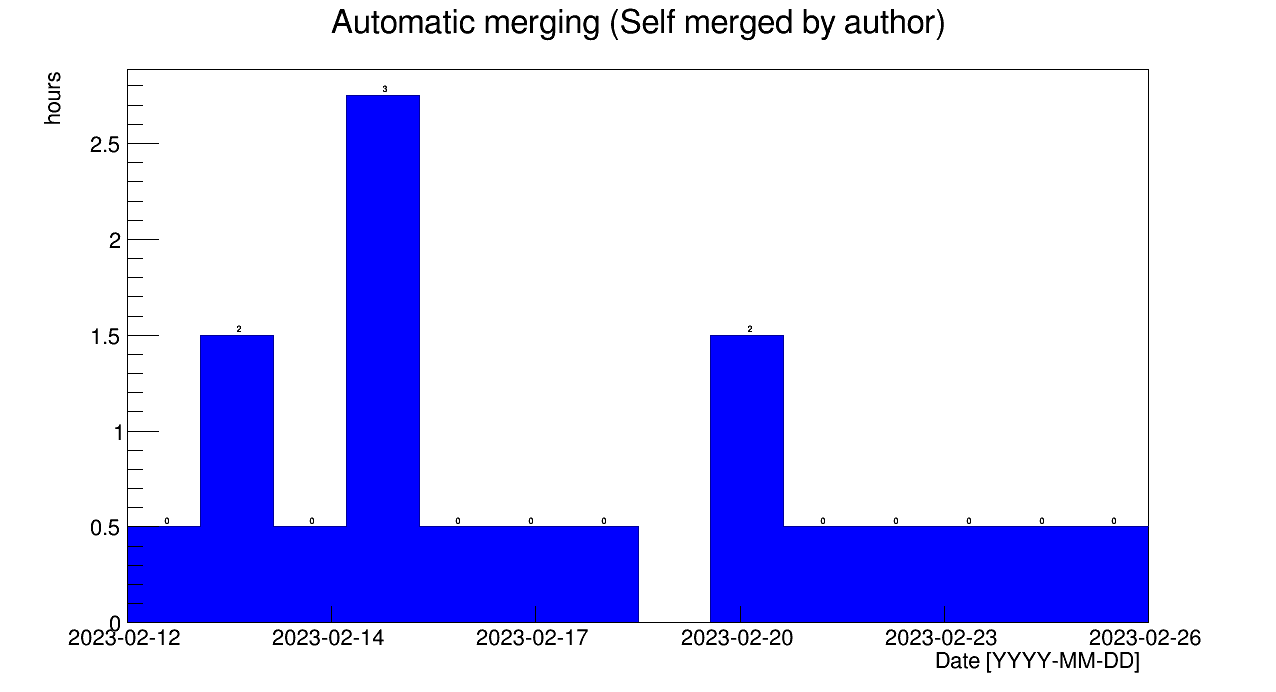 Automatic merging (Self merged by author)
hours
3
2.5
2
2 2
1.5
1
0 0 0 0 0 0 0 0 0 0
0.5
0
2023-02-12 2023-02-14 2023-02-17 2023-02-20 2023-02-23 2023-02-26
Date [YYYY-MM-DD]